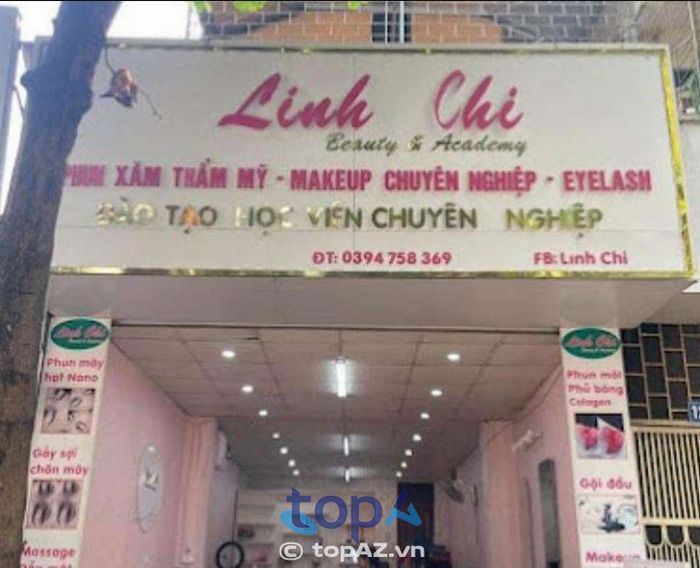 Linh Chi
Beauty & Academy
PHUN XĂM THẨM MỸ - MAKEUP CHUYÊN NGHIỆP - EYELASH
ĐÀO TẠO HỌC VIÊN CHUYÊN NGHIỆP
ĐT: 0394 758 369 FB: Linh Chi
Linh Chi
Phun mày
hạt Nano
Gẩy sợi
chân mày
Massage
Linh Chi
Phun môi
Phủ bóng
Colagen
Gội đầu
Makeup
topAZ
© topAZ.vn